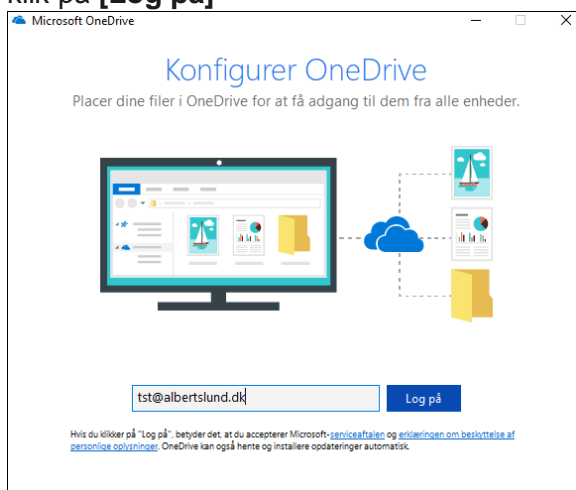 klik på [Log på]
Microsoft OneDrive
Konfigurer OneDrive
Placer dine filer i OneDrive for at få adgang til dem fra alle enheder.
tst@albertslund.dk
Log på
Hvis du klikker på "Log på", betyder det, at du accepterer Microsoft-serviceaftalen og erklæringen om beskyttelse af
personlige oplysninger. OneDrive kan også hente og installere opdateringer automatisk.